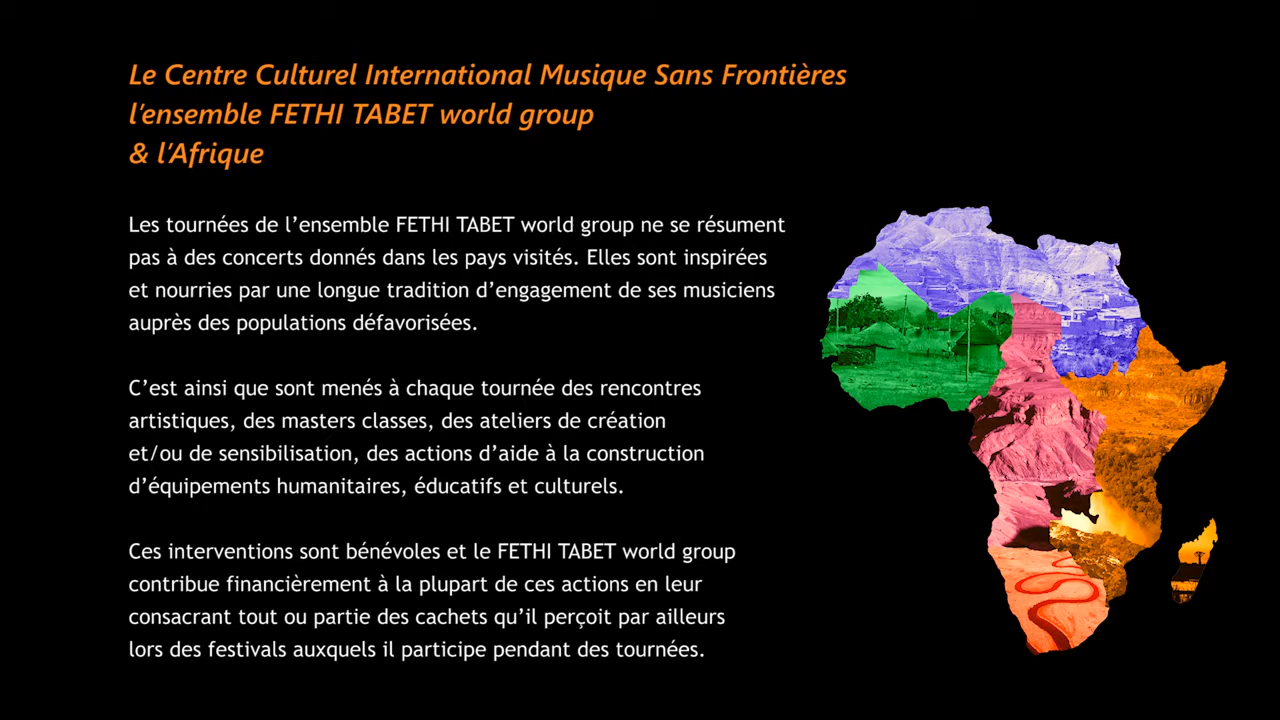 Le Centre Culturel International Musique Sans Frontières
l'ensemble FETHI TABET world group
& l'Afrique
Les tournées de l’ensemble FETHI TABET world group ne se résument
pas à des concerts donnés dans les pays visités. Elles sont inspirées
et nourries par une longue tradition d’engagement de ses musiciens
auprès des populations défavorisées.
C’est ainsi que sont menés à chaque tournée des rencontres
artistiques, des masters classes, des ateliers de création
et/ou de sensibilisation, des actions d’aide à la construction
d’équipements humanitaires, éducatifs et culturels.
Ces interventions sont bénévoles et le FETHI TABET world group
contribue financièrement à la plupart de ces actions en leur
consacrant tout ou partie des cachets qu’il perçoit par ailleurs
lors des festivals auxquels il participe pendant des tournées.